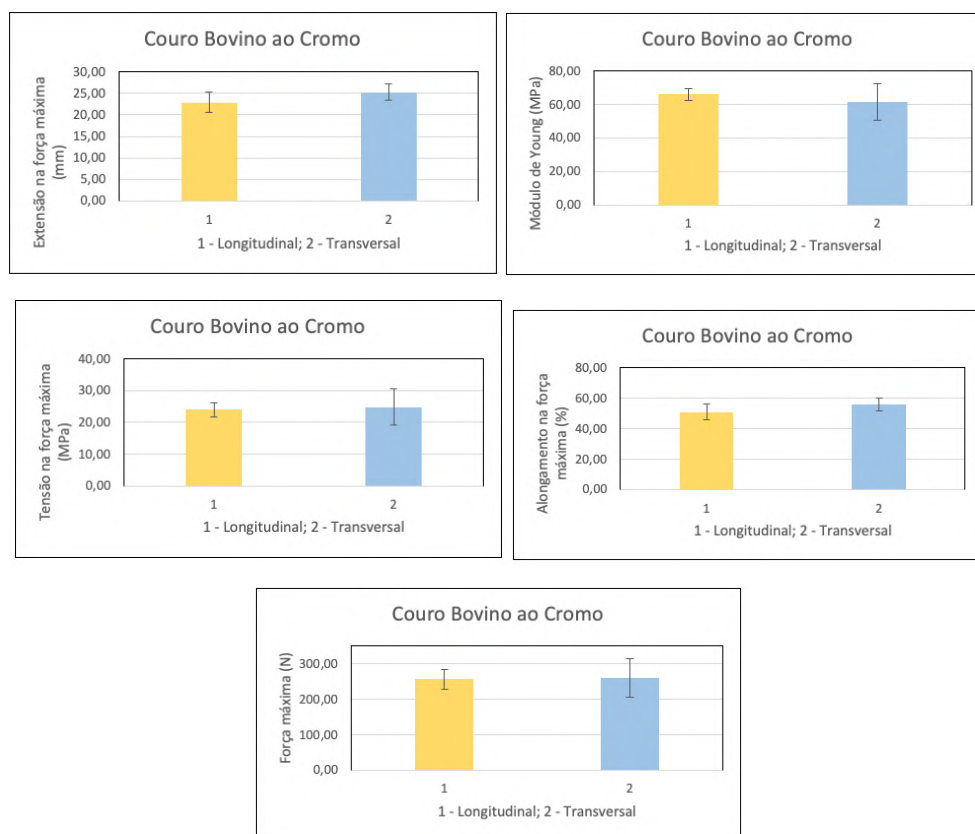 Couro Bovino ao Cromo
Extensão na força máxima
(mm)
30,00
25,00
20,00
15,00
10,00
5,00
0,00
1
2
1 - Longitudinal; 2 - Transversal
Couro Bovino ao Cromo
Módulo de Young (MPa)
80,00
60,00
40,00
20,00
0,00
1
2
1 - Longitudinal; 2 - Transversal
Couro Bovino ao Cromo
Tensão na força máxima
(MPa)
40,00
30,00
20,00
10,00
0,00
1
2
1 - Longitudinal; 2 - Transversal
Couro Bovino ao Cromo
Alongamento na força
máxima (%)
80,00
60,00
40,00
20,00
0,00
1
2
1 - Longitudinal; 2 - Transversal
Couro Bovino ao Cromo
Força máxima (N)
300,00
200,00
100,00
0,00
1
2
1 - Longitudinal; 2 - Transversal